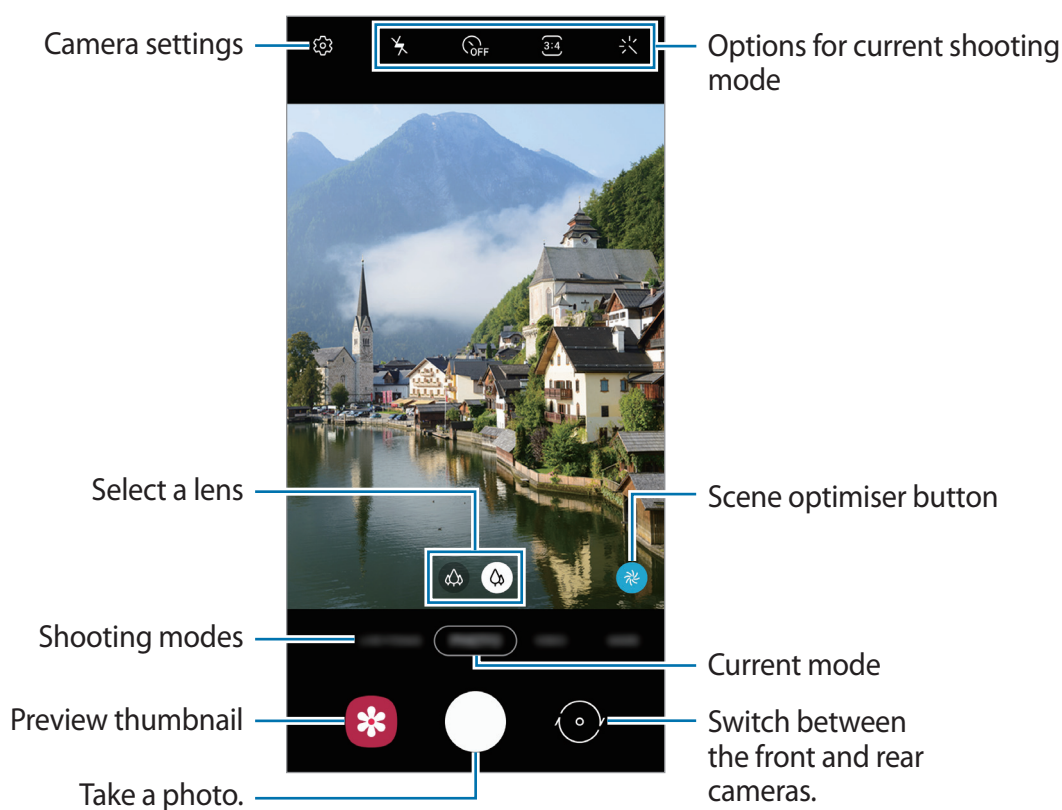 Camera settings
OFF
3:4
Options for current shooting
mode
Select a lens
Scene optimiser button
Shooting modes
Current mode
Preview thumbnail
Switch between
the front and rear
cameras.
Take a photo.